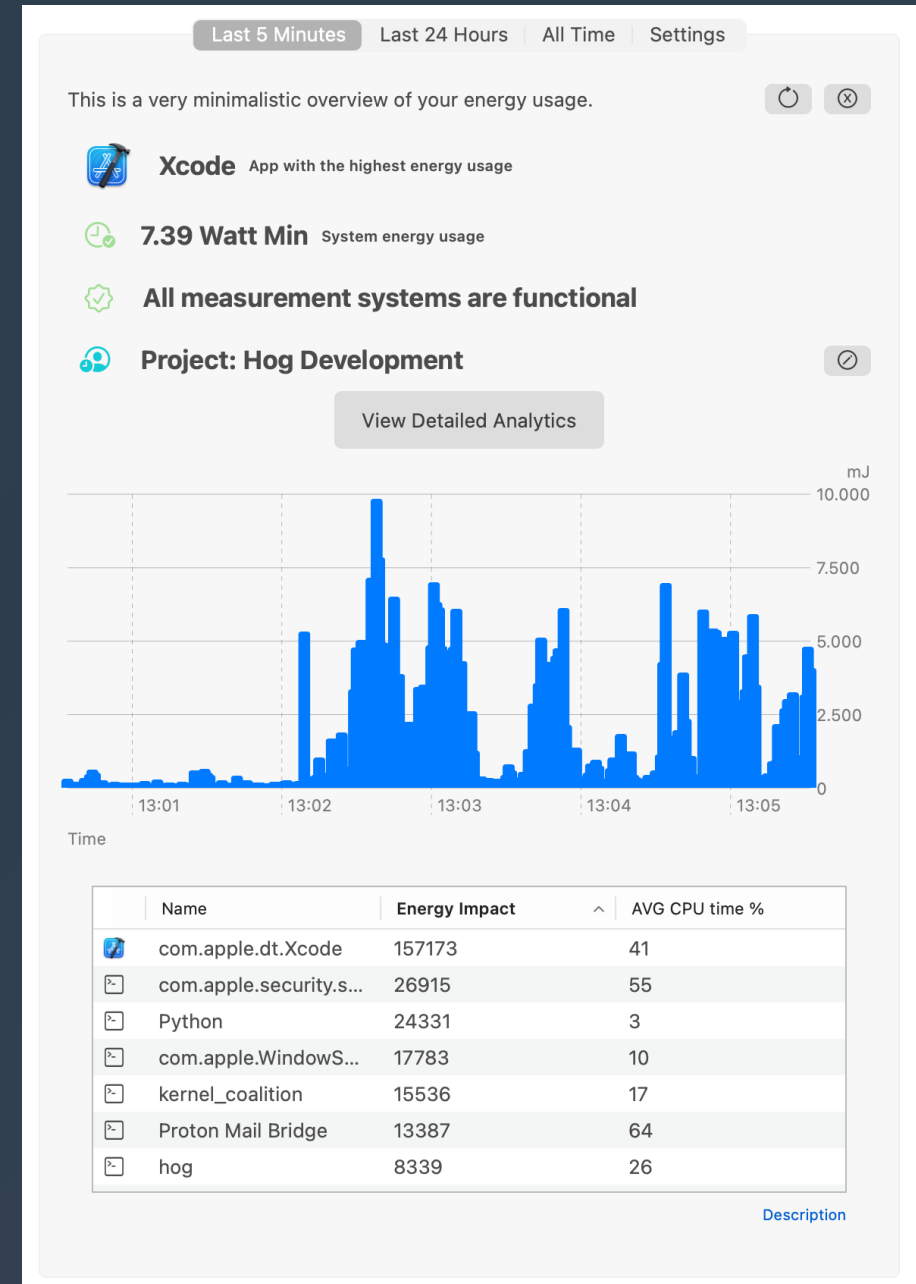 Last 5 Minutes Last 24 Hours All Time Settings
This is a very minimalistic overview of your energy usage.
Xcode App with the highest energy usage
7.39 Watt Min System energy usage
All measurement systems are functional
Project: Hog Development
View Detailed Analytics
mJ
10.000
7.500
5.000
2.500
0
13:01 13:02 13:03 13:04 13:05
Time
Name Energy Impact AVG CPU time %
com.apple.dt.Xcode 157173 41
com.apple.security.s... 26915 55
Python 24331 3
com.apple.WindowS... 17783 10
kernel_coalition 15536 17
Proton Mail Bridge 13387 64
hog 8339 26
Description